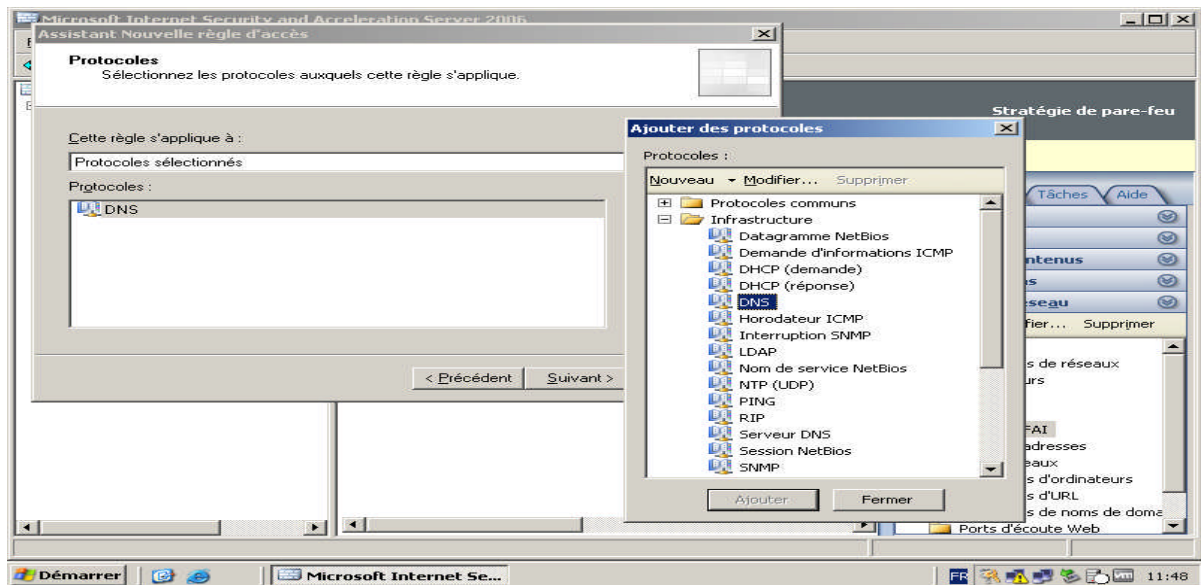 Microsoft Internet Security and Acceleration Server 2006
Assistant Nouvelle règle d'accès
Protocoles
Sélectionnez les protocoles auxquels cette règle s'applique.
Cette règle s'applique à :
Protocoles sélectionnés
Protocoles :
DNS
< Précédent
Suivant >
Stratégie de pare-feu
Ajouter des protocoles
Protocoles :
Nouveau
Modifier...
Supprimer
Protocoles communs
Infrastructure
Datagramme NetBios
Demande d'informations ICMP
DHCP (demande)
DHCP (réponse)
DNS
Horodateur ICMP
Interruption SNMP
LDAP
Nom de service NetBios
NTP (UDP)
PING
RIP
Serveur DNS
Session NetBios
SNMP
Ajouter
Fermer
Tâches
Aide
ntenus
s
seau
fier... Supprimer
s de réseaux
urs
FAI
adresses
eaux
s d'ordinateurs
s d'URL
s de noms de doma
Ports d'écoute Web
Démarrer
Microsoft Internet Se...
FR
11:48